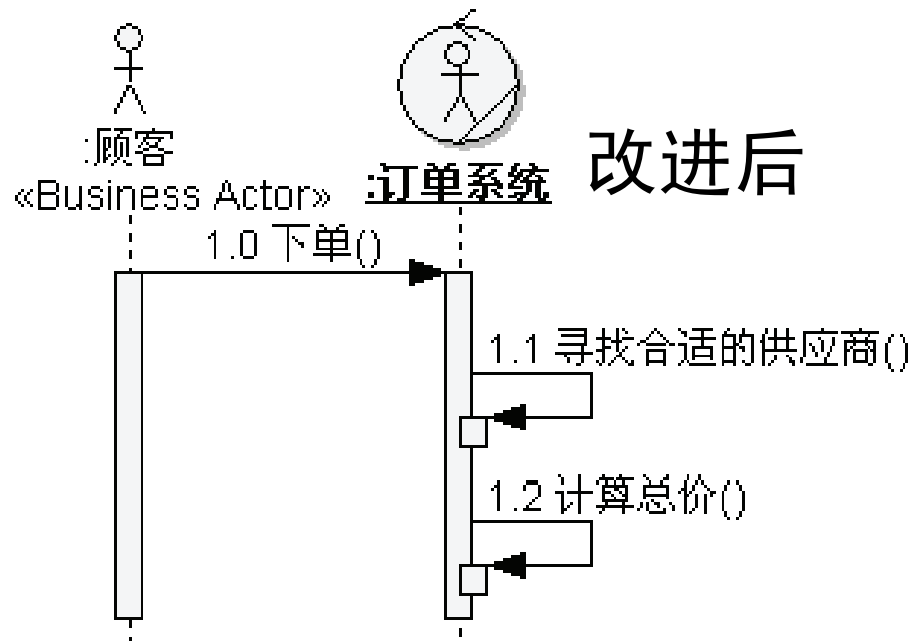 :顾客
«Business Actor»
:订单系统
改进后
1.0 下单()
1.1 寻找合适的供应商()
1.2 计算总价()